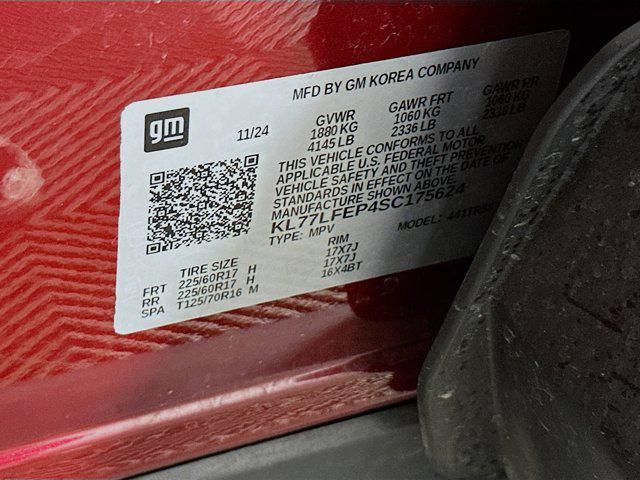 MFD BY GM KOREA COMPANY
gm
11/24
GVWR GAWR FRT GAWR RR
1880 KG 1060 KG 1060 KG
4145 LB 2336 LB 2336 LB
THIS VEHICLE CONFORMS TO ALL
APPLICABLE U.S. FEDERAL MOTOR
VEHICLE SAFETY AND THEFT PREVENTION
STANDARDS IN EFFECT ON THE DATE OF
MANUFACTURE SHOWN ABOVE
KL77LFEP4SC175624
TYPE: MPV MODEL:
TIRE SIZE RIM
FRT 225/60R17 H 17X7J
RR 225/60R17 H 17X7J
SPA T125/70R16 M 16X4BT